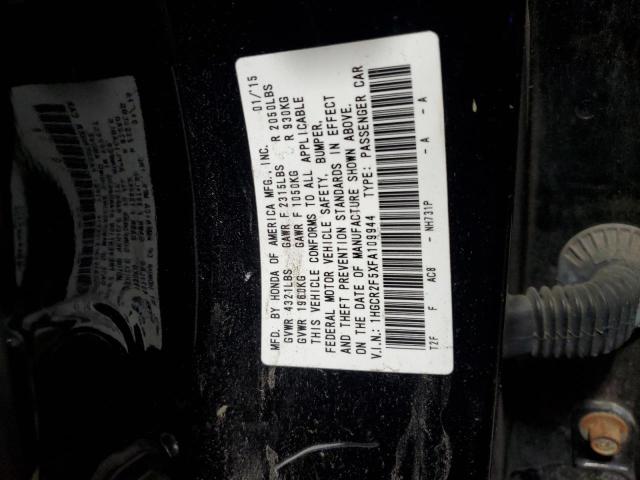 MFD. BY HONDA OF AMERICA MFG., INC. 01/15
GVWR 4321LBS GAWR F 2315LBS R 2050LBS
GVWR 1960KG GAWR F 1050KG R 930KG
THIS VEHICLE CONFORMS TO ALL APPLICABLE
FEDERAL MOTOR VEHICLE SAFETY, BUMPER,
AND THEFT PREVENTION STANDARDS IN EFFECT
ON THE DATE OF MANUFACTURE SHOWN ABOVE.
V.I.N.: 1HGCR2F5XFA109944 TYPE: PASSENGER CAR
T2F F AC8 - NH731P - A - A